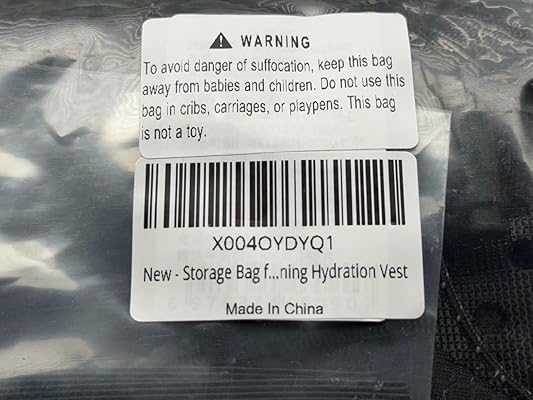 ⚠ WARNING
To avoid danger of suffocation, keep this bag
away from babies and children. Do not use this
bag in cribs, carriages, or playpens. This bag
is not a toy.
X004OYDYQ1
New - Storage Bag f...ning Hydration Vest
Made In China